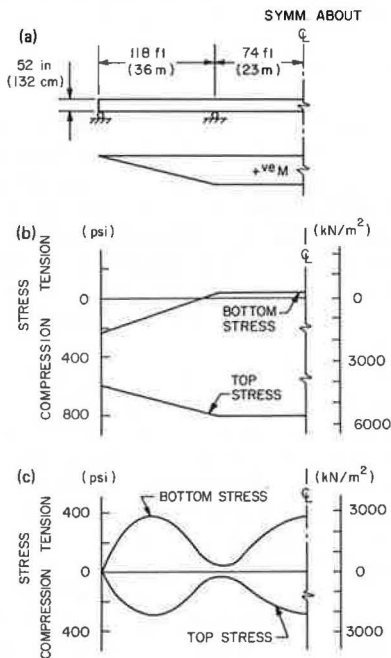 SYMM. ABOUT
℄
(a)
118 ft
(36 m)
74 ft
(23 m)
52 in
(132 cm)
+ve M
(b)
(psi)
℄
(kN/m²)
STRESS
COMPRESSION TENSION
0
400
800
BOTTOM
STRESS
TOP
STRESS
0
3000
6000
(c)
(psi)
℄
(kN/m²)
STRESS
COMPRESSION TENSION
400
0
400
BOTTOM STRESS
TOP STRESS
3000
0
3000